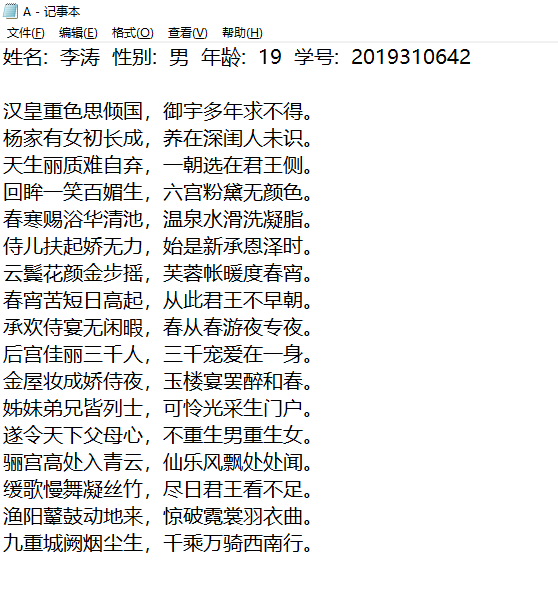 A - 记事本
文件(F) 编辑(E) 格式(O) 查看(V) 帮助(H)
姓名: 李涛 性别: 男 年龄: 19 学号: 2019310642
汉皇重色思倾国，御宇多年求不得。
杨家有女初长成，养在深闺人未识。
天生丽质难自弃，一朝选在君王侧。
回眸一笑百媚生，六宫粉黛无颜色。
春寒赐浴华清池，温泉水滑洗凝脂。
侍儿扶起娇无力，始是新承恩泽时。
云鬓花颜金步摇，芙蓉帐暖度春宵。
春宵苦短日高起，从此君王不早朝。
承欢侍宴无闲暇，春从春游夜专夜。
后宫佳丽三千人，三千宠爱在一身。
金屋妆成娇侍夜，玉楼宴罢醉和春。
姊妹弟兄皆列士，可怜光采生门户。
遂令天下父母心，不重生男重生女。
骊宫高处入青云，仙乐风飘处处闻。
缓歌慢舞凝丝竹，尽日君王看不足。
渔阳鼙鼓动地来，惊破霓裳羽衣曲。
九重城阙烟尘生，千乘万骑西南行。